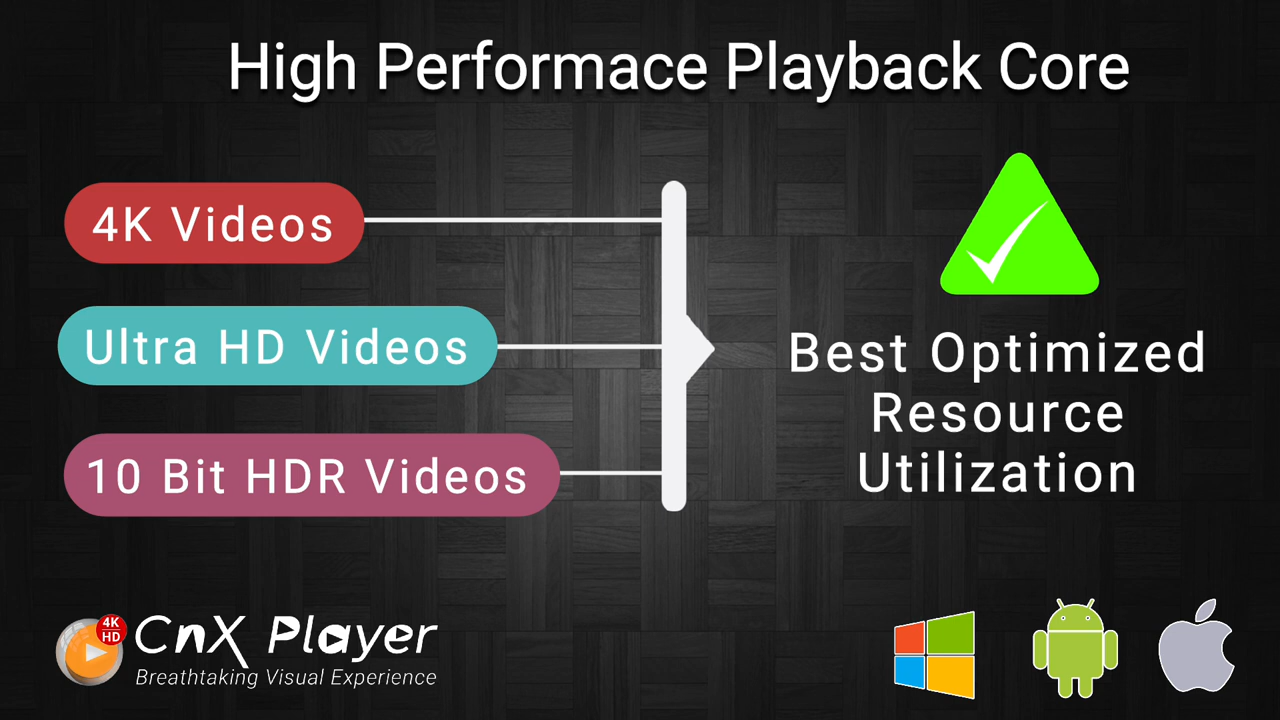 High Performace Playback Core
4K Videos
Ultra HD Videos
10 Bit HDR Videos
Best Optimized
Resource
Utilization
4K
HD
CnX Player
Breathtaking Visual Experience